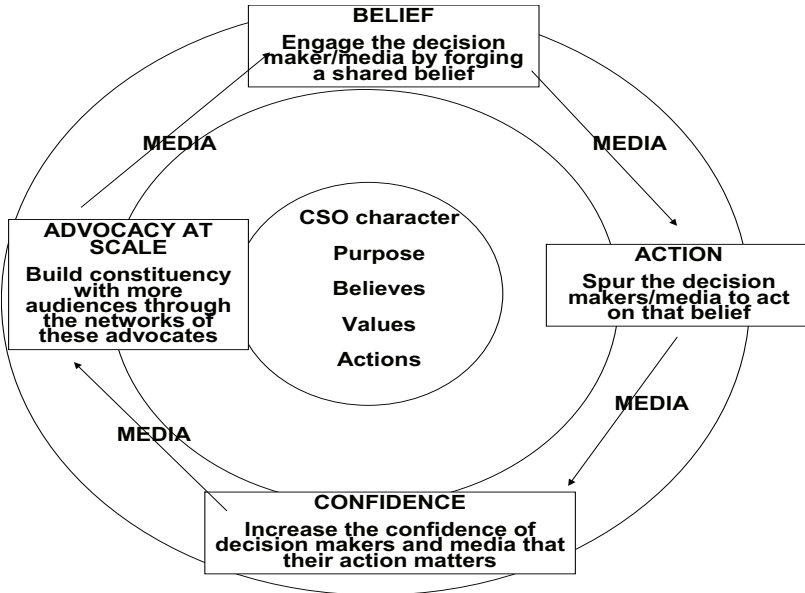 BELIEF
Engage the decision
maker/media by forging
a shared belief
MEDIA
MEDIA
CSO character
Purpose
Believes
Values
Actions
ADVOCACY AT
SCALE
Build constituency
with more
audiences through
the networks of
these advocates
ACTION
Spur the decision
makers/media to act
on that belief
MEDIA
MEDIA
CONFIDENCE
Increase the confidence of
decision makers and media that
their action matters